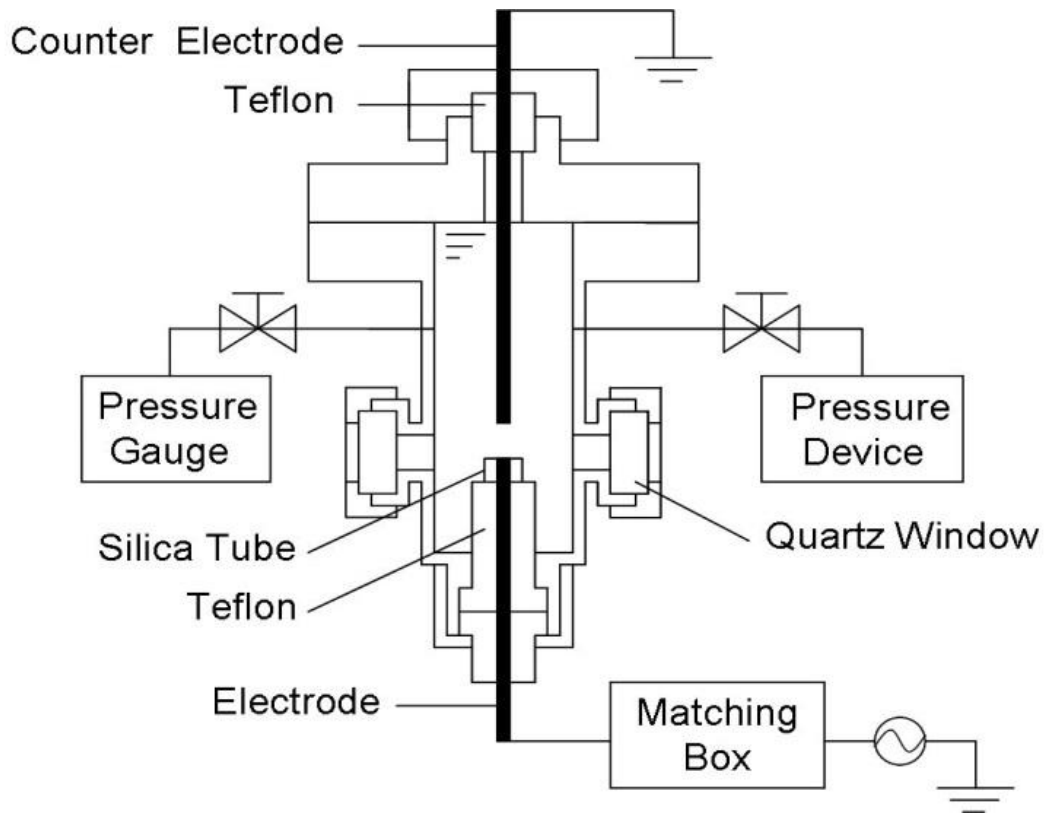 Counter Electrode
Teflon
Pressure
Gauge
Pressure
Device
Silica Tube
Quartz Window
Teflon
Electrode
Matching
Box